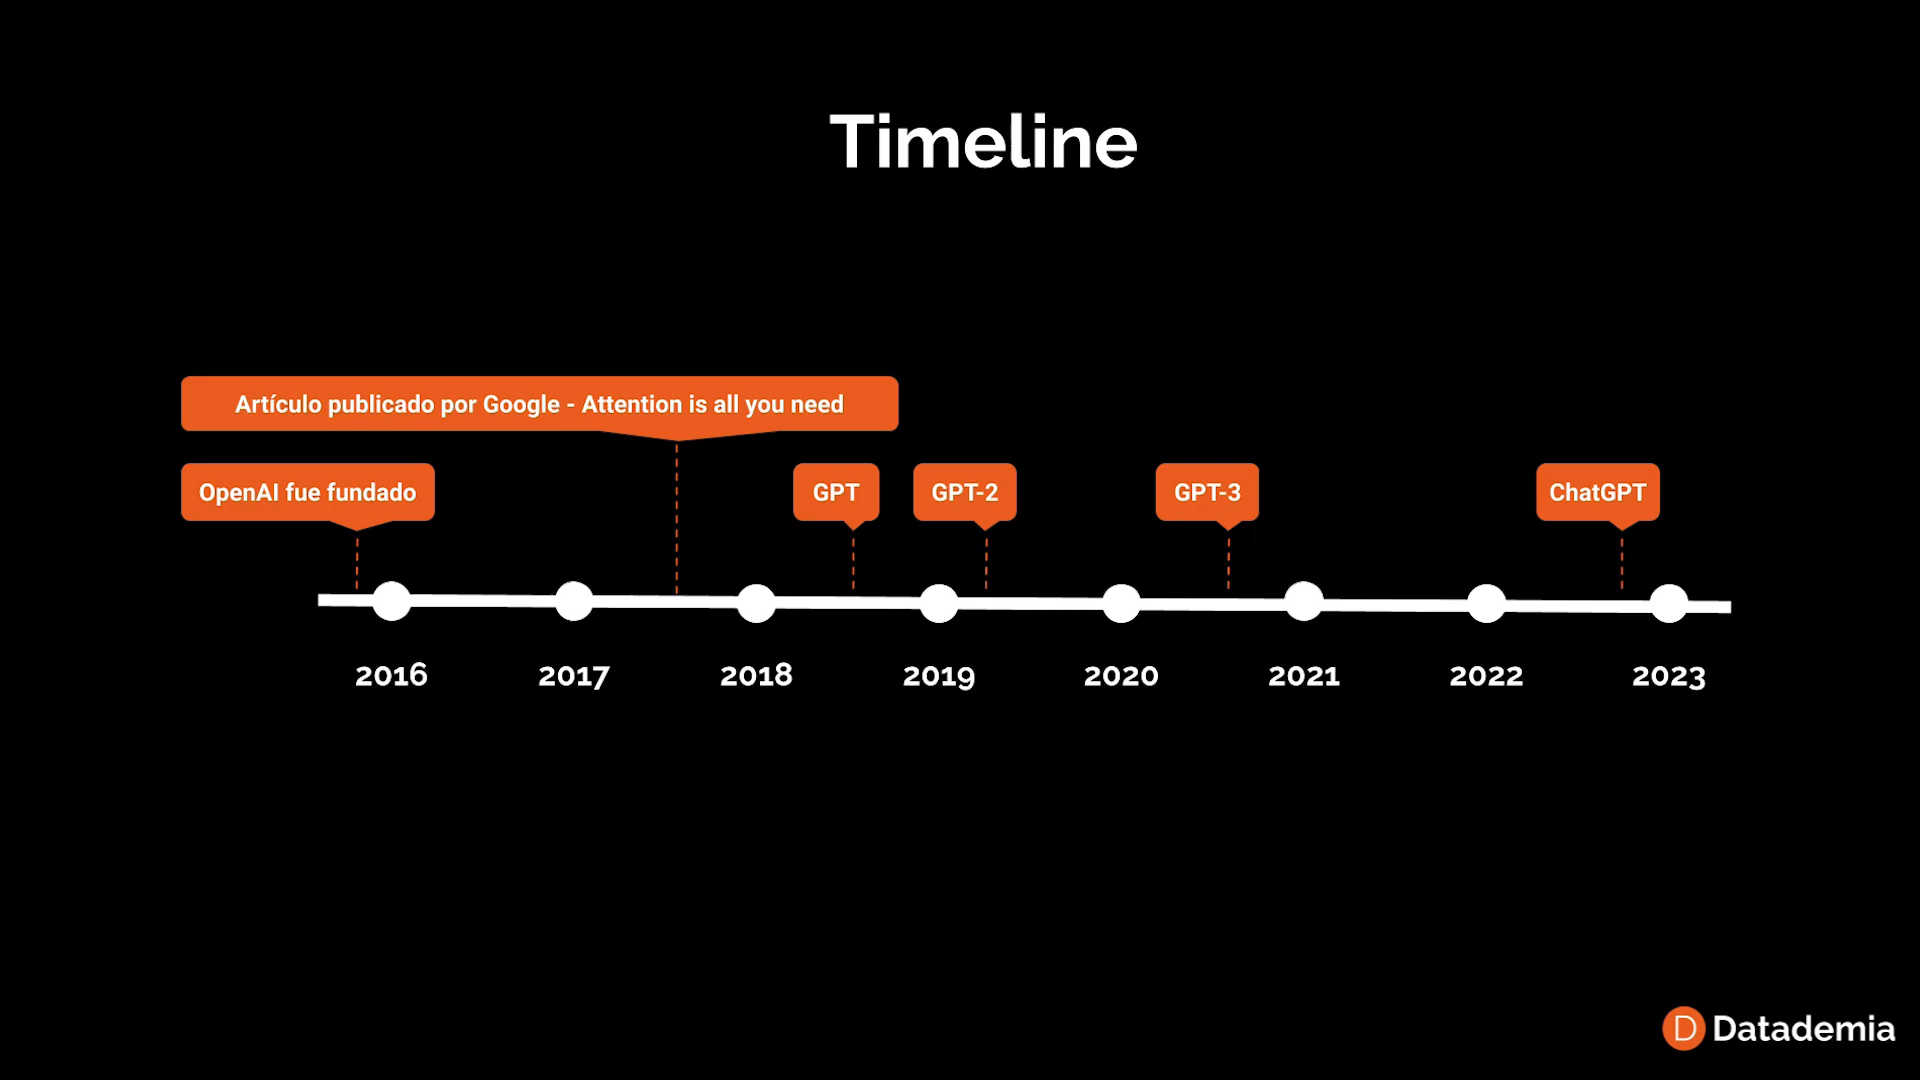 Timeline
Artículo publicado por Google - Attention is all you need
OpenAI fue fundado
GPT
GPT-2
GPT-3
ChatGPT
2016
2017
2018
2019
2020
2021
2022
2023
D Datademia